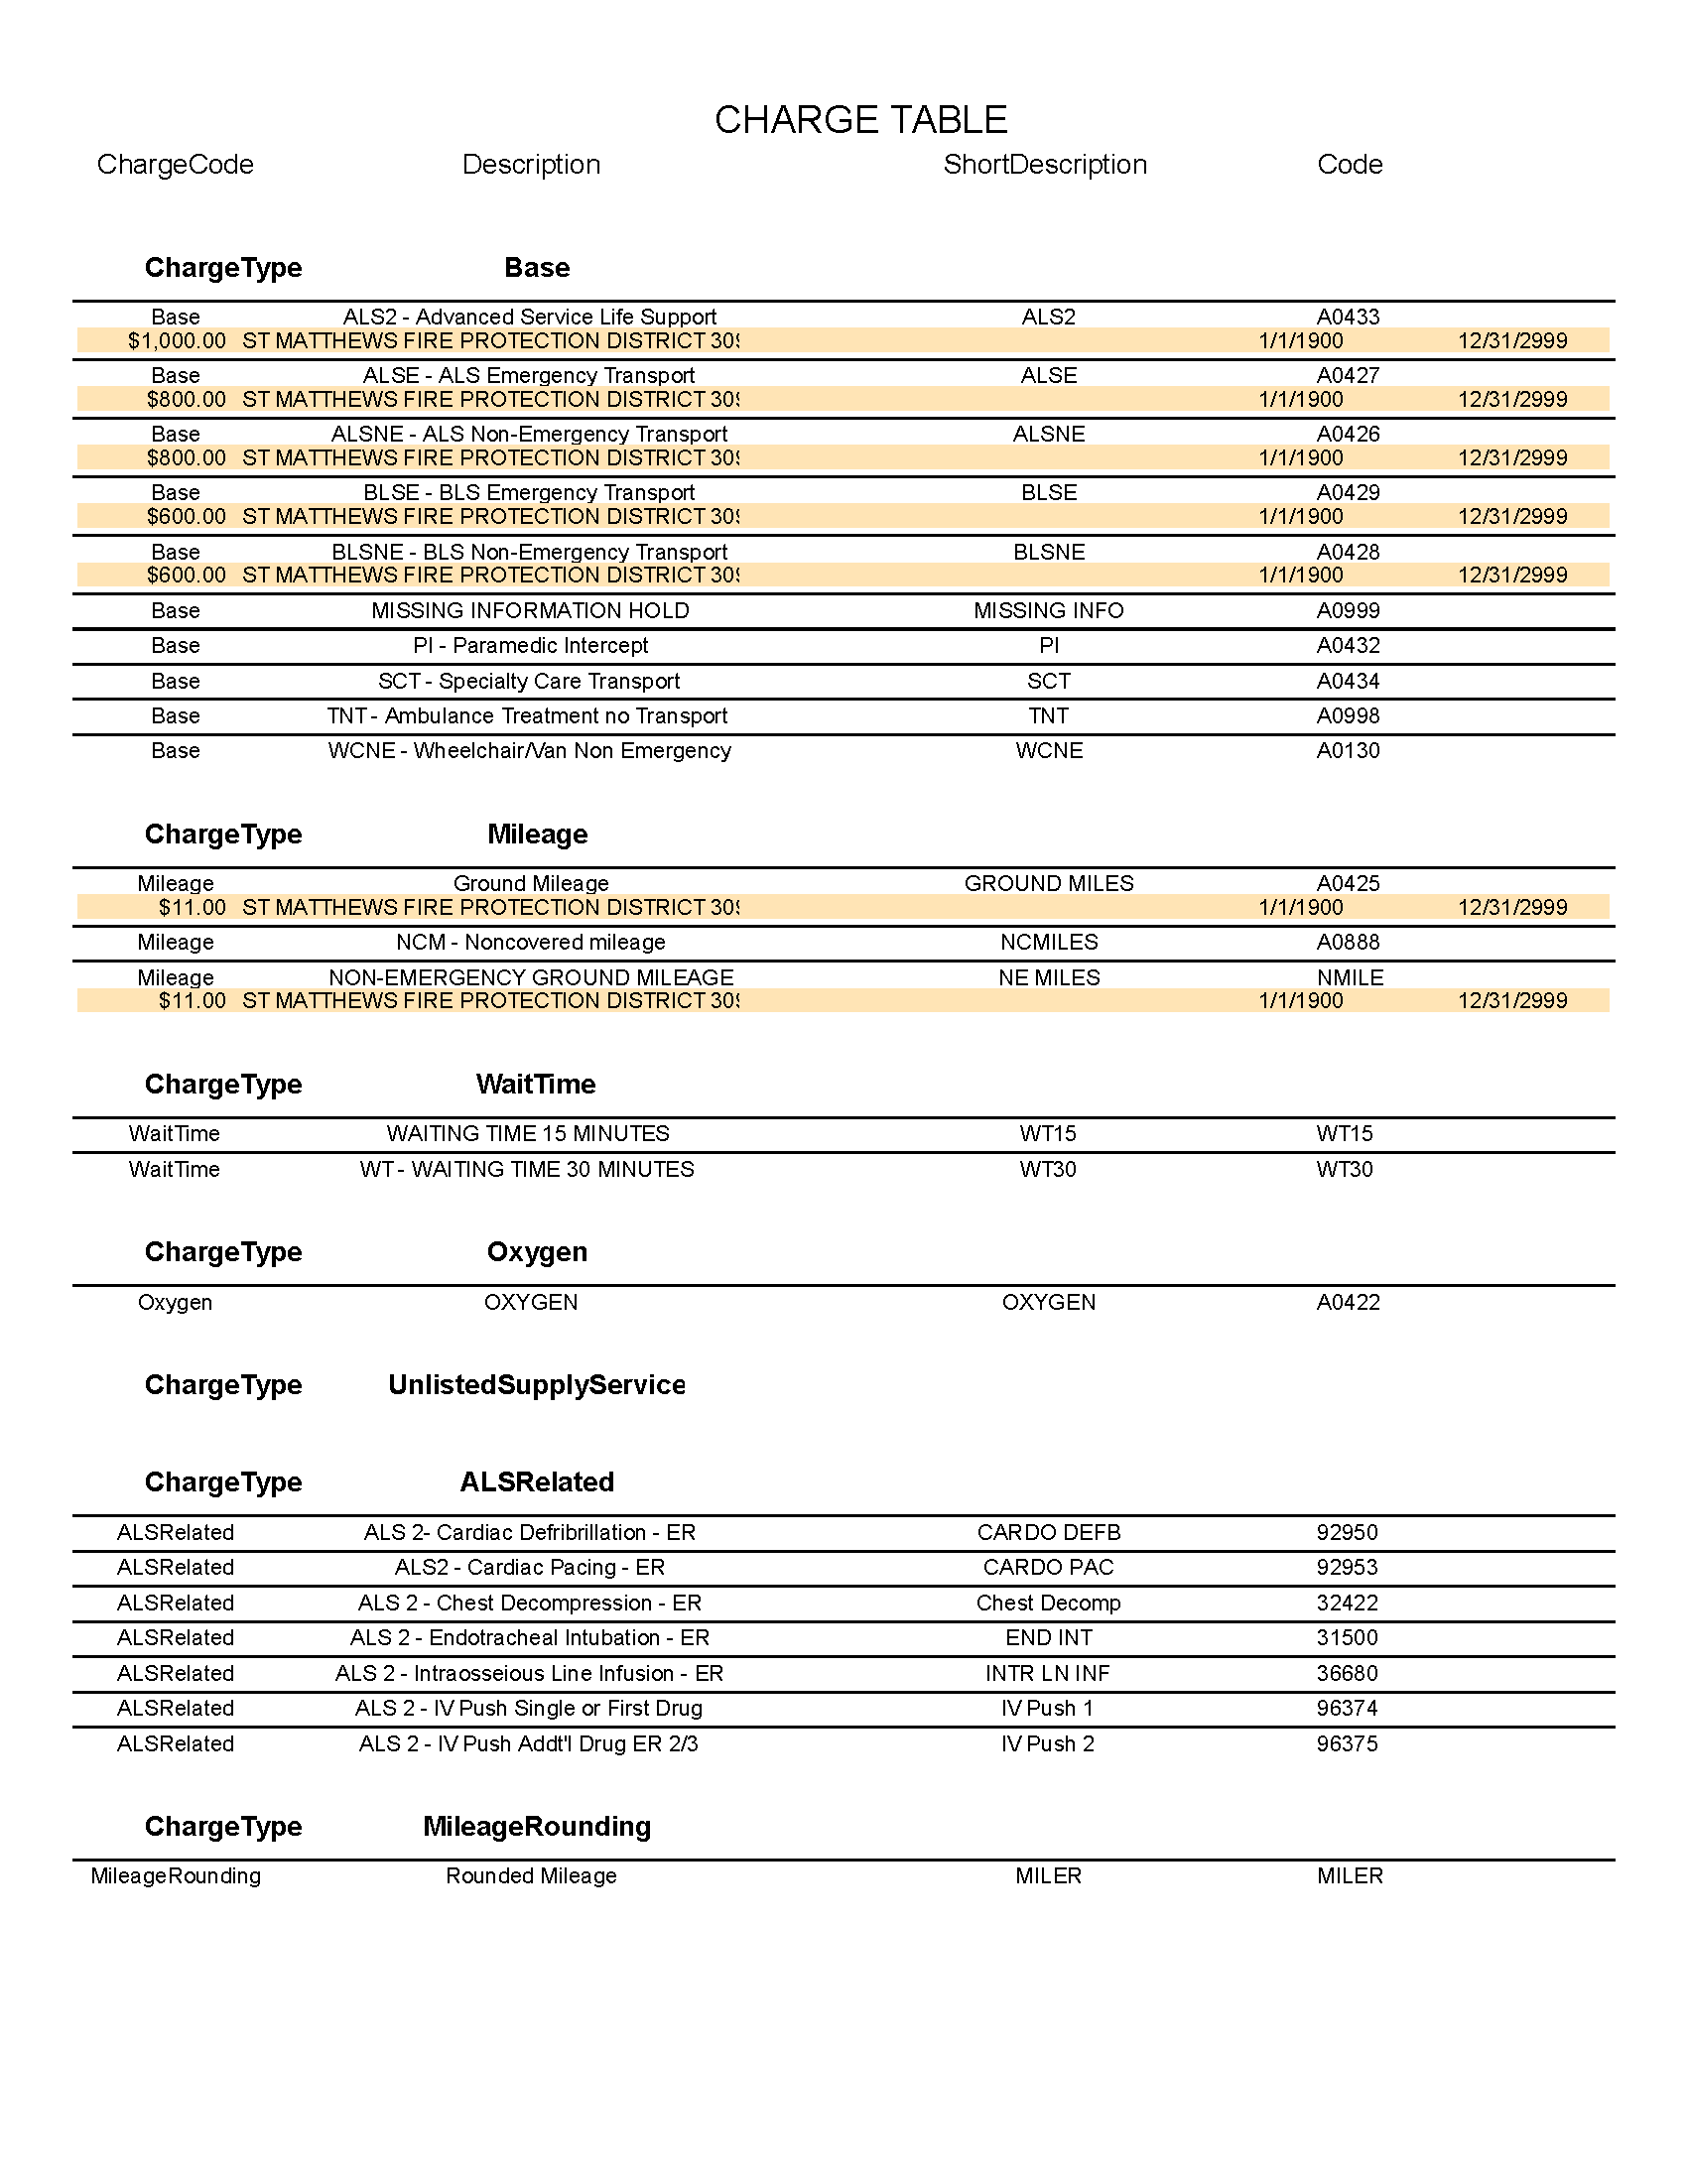 CHARGE TABLE
ChargeCode Description ShortDescription Code
ChargeType Base
Base ALS2 - Advanced Service Life Support ALS2 A0433
$1,000.00 ST MATTHEWS FIRE PROTECTION DISTRICT 309 1/1/1900 12/31/2999
Base ALSE - ALS Emergency Transport ALSE A0427
$800.00 ST MATTHEWS FIRE PROTECTION DISTRICT 309 1/1/1900 12/31/2999
Base ALSNE - ALS Non-Emergency Transport ALSNE A0426
$800.00 ST MATTHEWS FIRE PROTECTION DISTRICT 309 1/1/1900 12/31/2999
Base BLSE - BLS Emergency Transport BLSE A0429
$600.00 ST MATTHEWS FIRE PROTECTION DISTRICT 309 1/1/1900 12/31/2999
Base BLSNE - BLS Non-Emergency Transport BLSNE A0428
$600.00 ST MATTHEWS FIRE PROTECTION DISTRICT 309 1/1/1900 12/31/2999
Base MISSING INFORMATION HOLD MISSING INFO A0999
Base PI - Paramedic Intercept PI A0432
Base SCT - Specialty Care Transport SCT A0434
Base TNT - Ambulance Treatment no Transport TNT A0998
Base WCNE - Wheelchair/Van Non Emergency WCNE A0130
ChargeType Mileage
Mileage Ground Mileage GROUND MILES A0425
$11.00 ST MATTHEWS FIRE PROTECTION DISTRICT 309 1/1/1900 12/31/2999
Mileage NCM - Noncovered mileage NCMILES A0888
Mileage NON-EMERGENCY GROUND MILEAGE NE MILES NMILE
$11.00 ST MATTHEWS FIRE PROTECTION DISTRICT 309 1/1/1900 12/31/2999
ChargeType WaitTime
WaitTime WAITING TIME 15 MINUTES WT15 WT15
WaitTime WT - WAITING TIME 30 MINUTES WT30 WT30
ChargeType Oxygen
Oxygen OXYGEN OXYGEN A0422
ChargeType UnlistedSupplyService
ChargeType ALSRelated
ALSRelated ALS 2- Cardiac Defribrillation - ER CARDO DEFB 92950
ALSRelated ALS2 - Cardiac Pacing - ER CARDO PAC 92953
ALSRelated ALS 2 - Chest Decompression - ER Chest Decomp 32422
ALSRelated ALS 2 - Endotracheal Intubation - ER END INT 31500
ALSRelated ALS 2 - Intraosseious Line Infusion - ER INTR LN INF 36680
ALSRelated ALS 2 - IV Push Single or First Drug IV Push 1 96374
ALSRelated ALS 2 - IV Push Addt'l Drug ER 2/3 IV Push 2 96375
ChargeType MileageRounding
MileageRounding Rounded Mileage MILER MILER